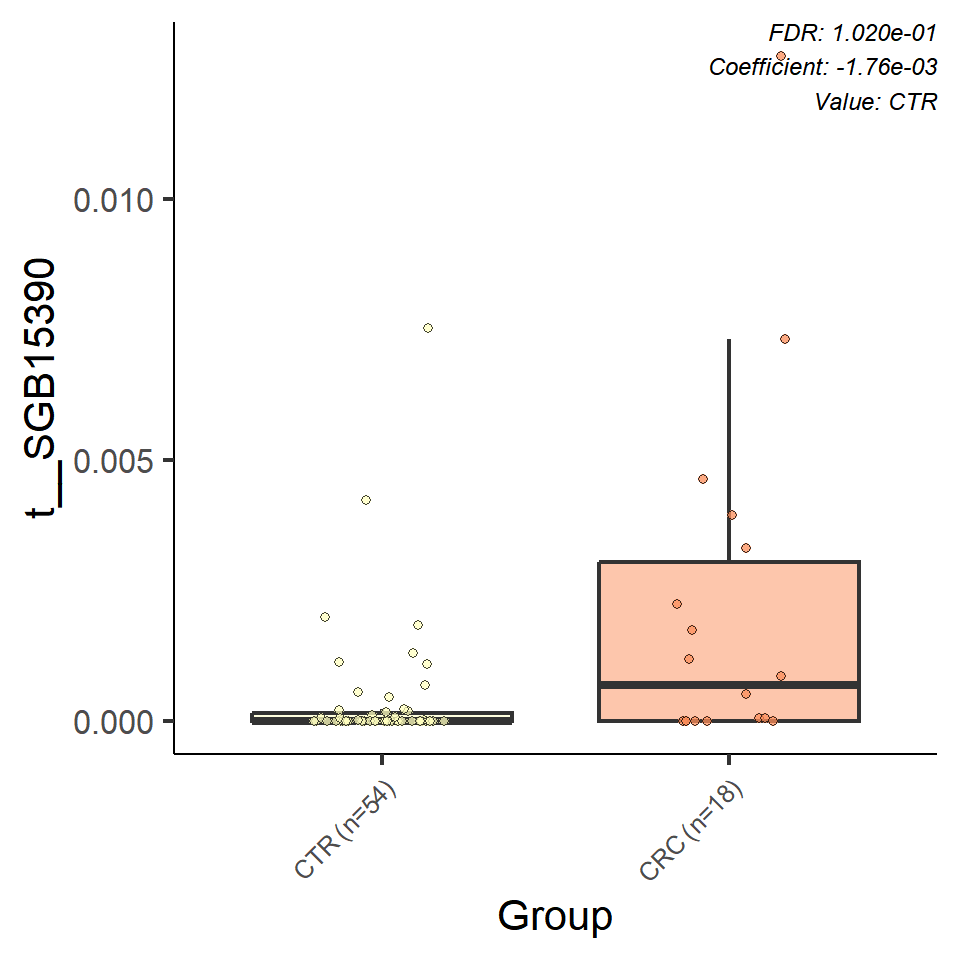 FDR: 1.020e-01
Coefficient: -1.76e-03
Value: CTR
0.010
0.005
0.000
t__SGB15390
CTR (n=54)
CRC (n=18)
Group